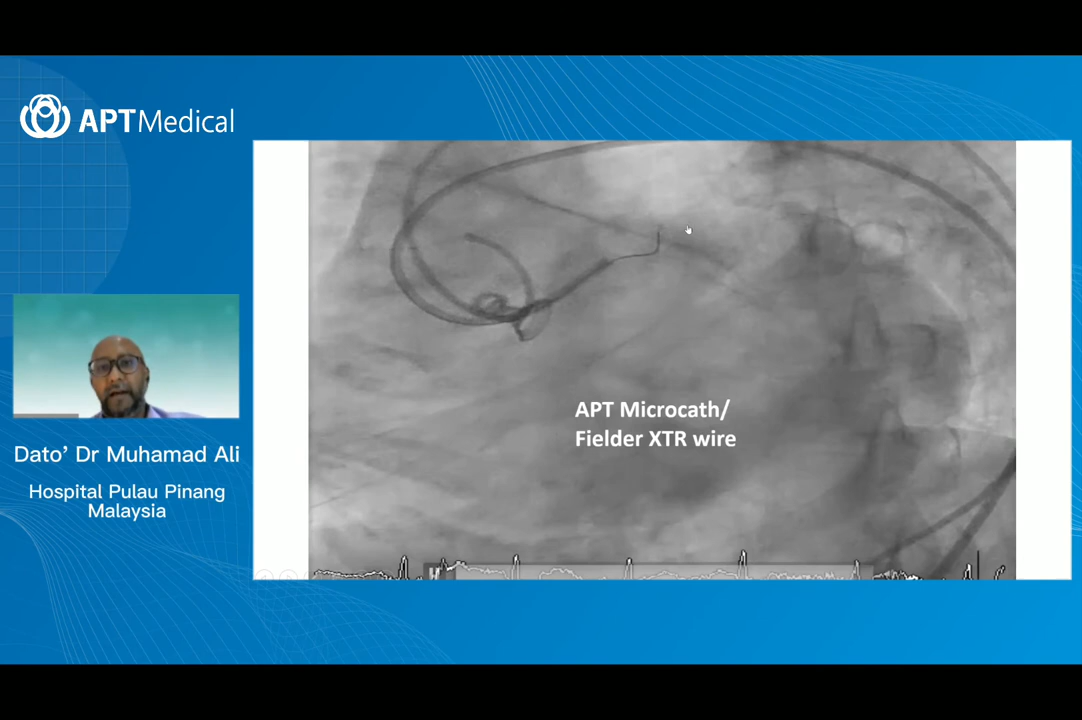 APTMedical
Dato’ Dr Muhamad Ali
Hospital Pulau Pinang
Malaysia
APT Microcath/
Fielder XTR wire